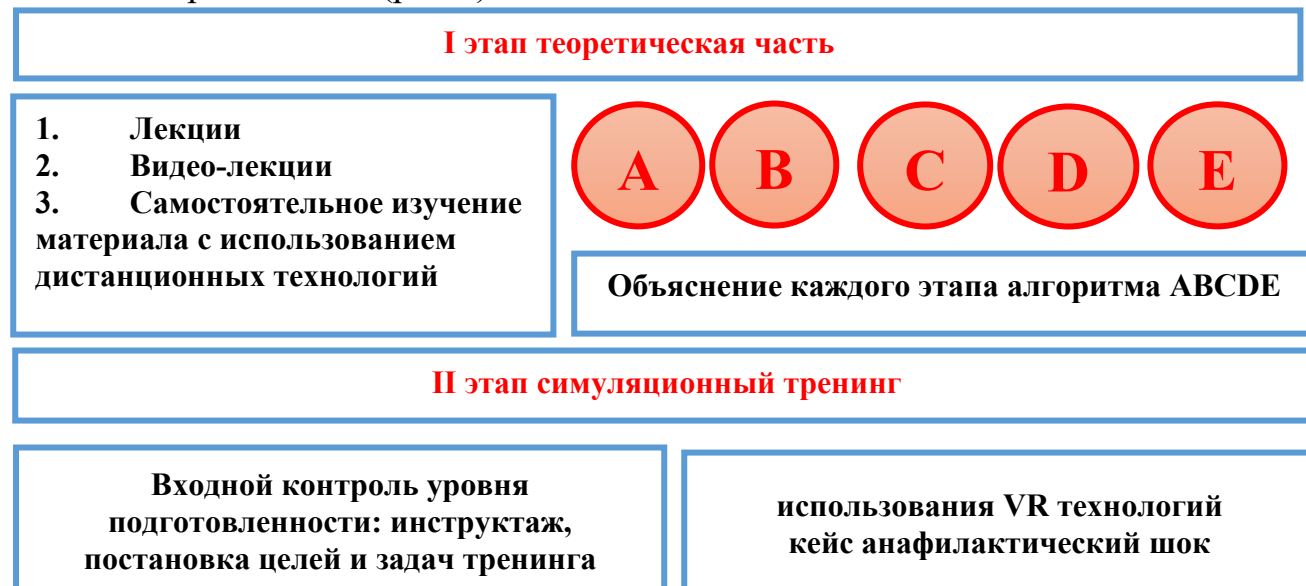 I этап теоретическая часть
1. Лекции
2. Видео-лекции
3. Самостоятельное изучение
материала с использованием
дистанционных технологий
A B C D E
Объяснение каждого этапа алгоритма ABCDE
II этап симуляционный тренинг
Входной контроль уровня
подготовленности: инструктаж,
постановка целей и задач тренинга
использования VR технологий
кейс анафилактический шок